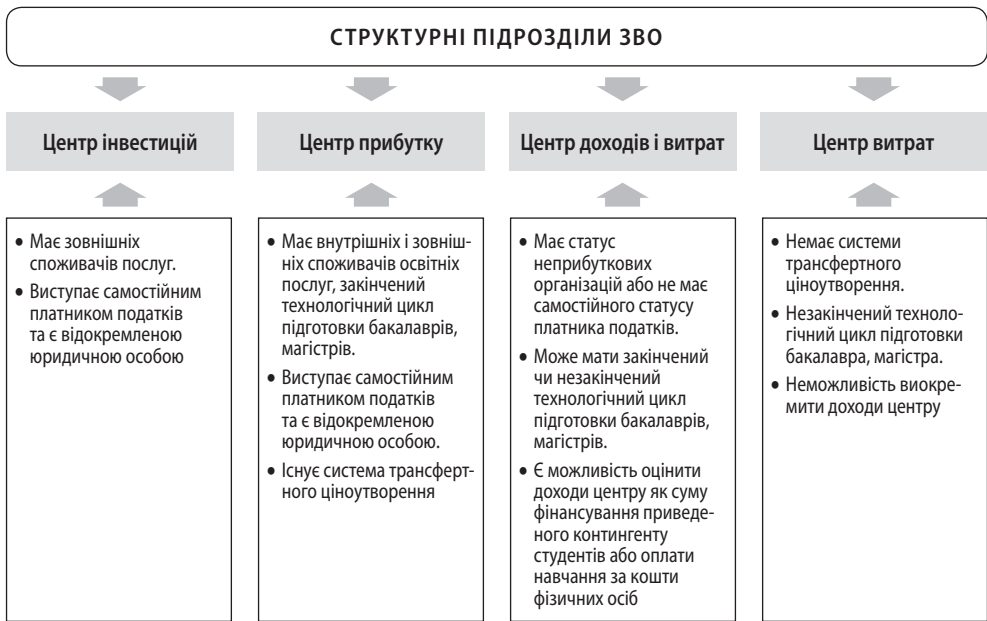 СТРУКТУРНІ ПІДРОЗДІЛИ ЗВО
Центр інвестицій
Центр прибутку
Центр доходів і витрат
Центр витрат
• Має зовнішніх
споживачів послуг.
• Виступає самостійним
платником податків
та є відокремленою
юридичною особою
• Має внутрішніх і зовніш-
ніх споживачів освітніх
послуг, закінчений
технологічний цикл
підготовки бакалаврів,
магістрів.
• Виступає самостійним
платником податків
та є відокремленою
юридичною особою.
• Існує система трансферт-
ного ціноутворення
• Має статус
неприбуткових
організацій або не має
самостійного статусу
платника податків.
• Може мати закінчений
чи незакінчений
технологічний цикл
підготовки бакалаврів,
магістрів.
• Є можливість оцінити
доходи центру як суму
фінансування приведе-
ного контингенту
студентів або оплати
навчання за кошти
фізичних осіб
• Немає системи
трансфертного
ціноутворення.
• Незакінчений техноло-
гічний цикл підготовки
бакалавра, магістра.
• Неможливість виокре-
мити доходи центру